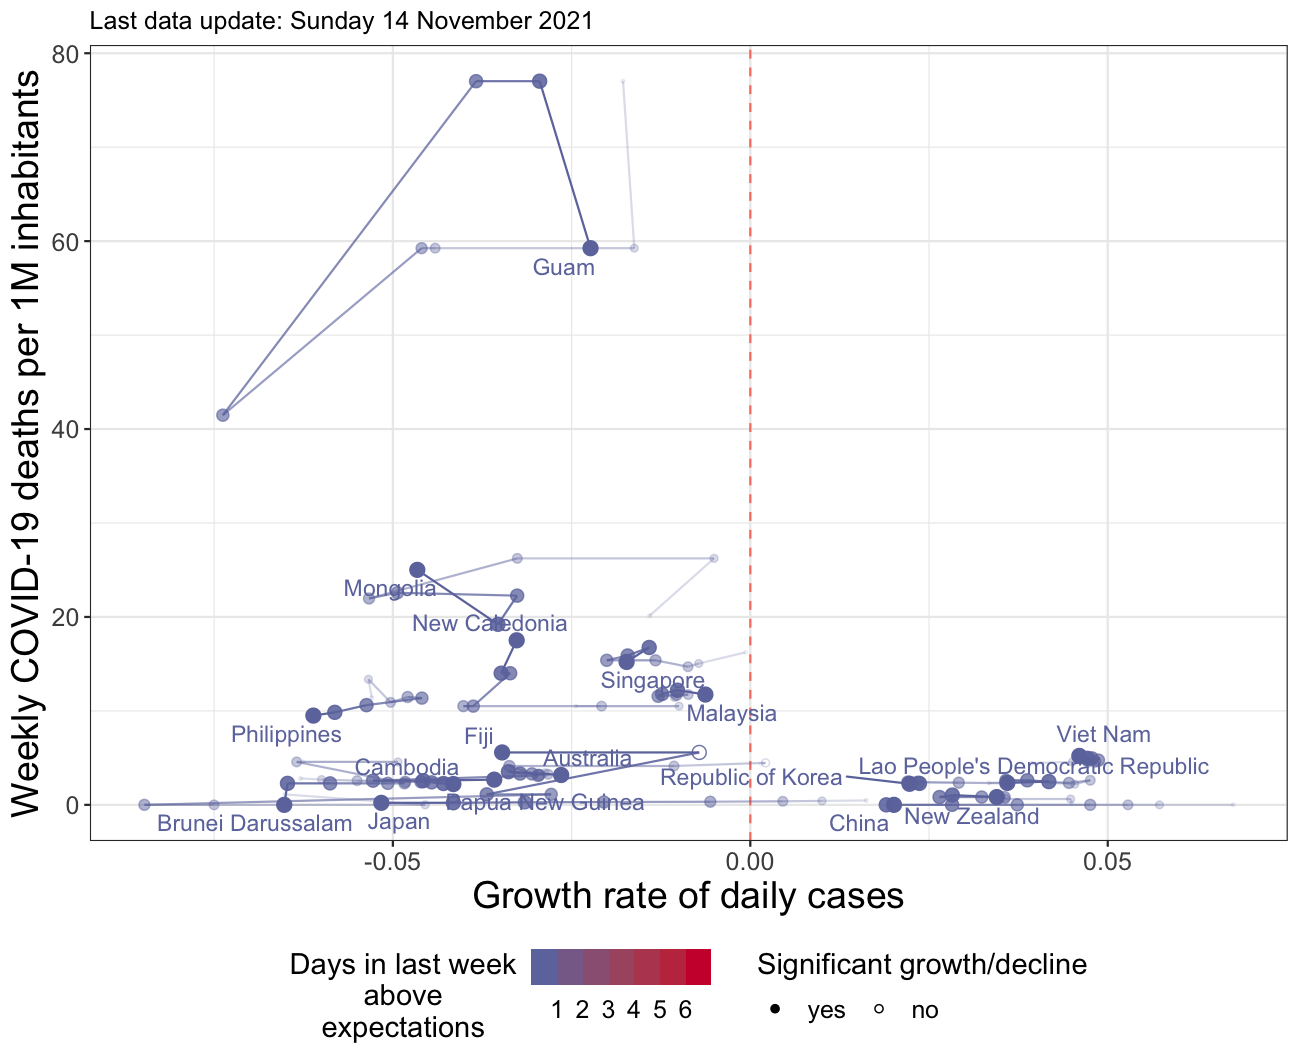 Last data update: Sunday 14 November 2021
Weekly COVID-19 deaths per 1M inhabitants
80
60
40
20
0
Guam
Mongolia
New Caledonia
Singapore
Malaysia
Philippines
Fiji
Viet Nam
Australia
Cambodia
Lao People's Democratic Republic
Republic of Korea
Papua New Guinea
New Zealand
Brunei Darussalam
Japan
China
-0.05
0.00
0.05
Growth rate of daily cases
Days in last week
above
expectations
1 2 3 4 5 6
Significant growth/decline
yes
no